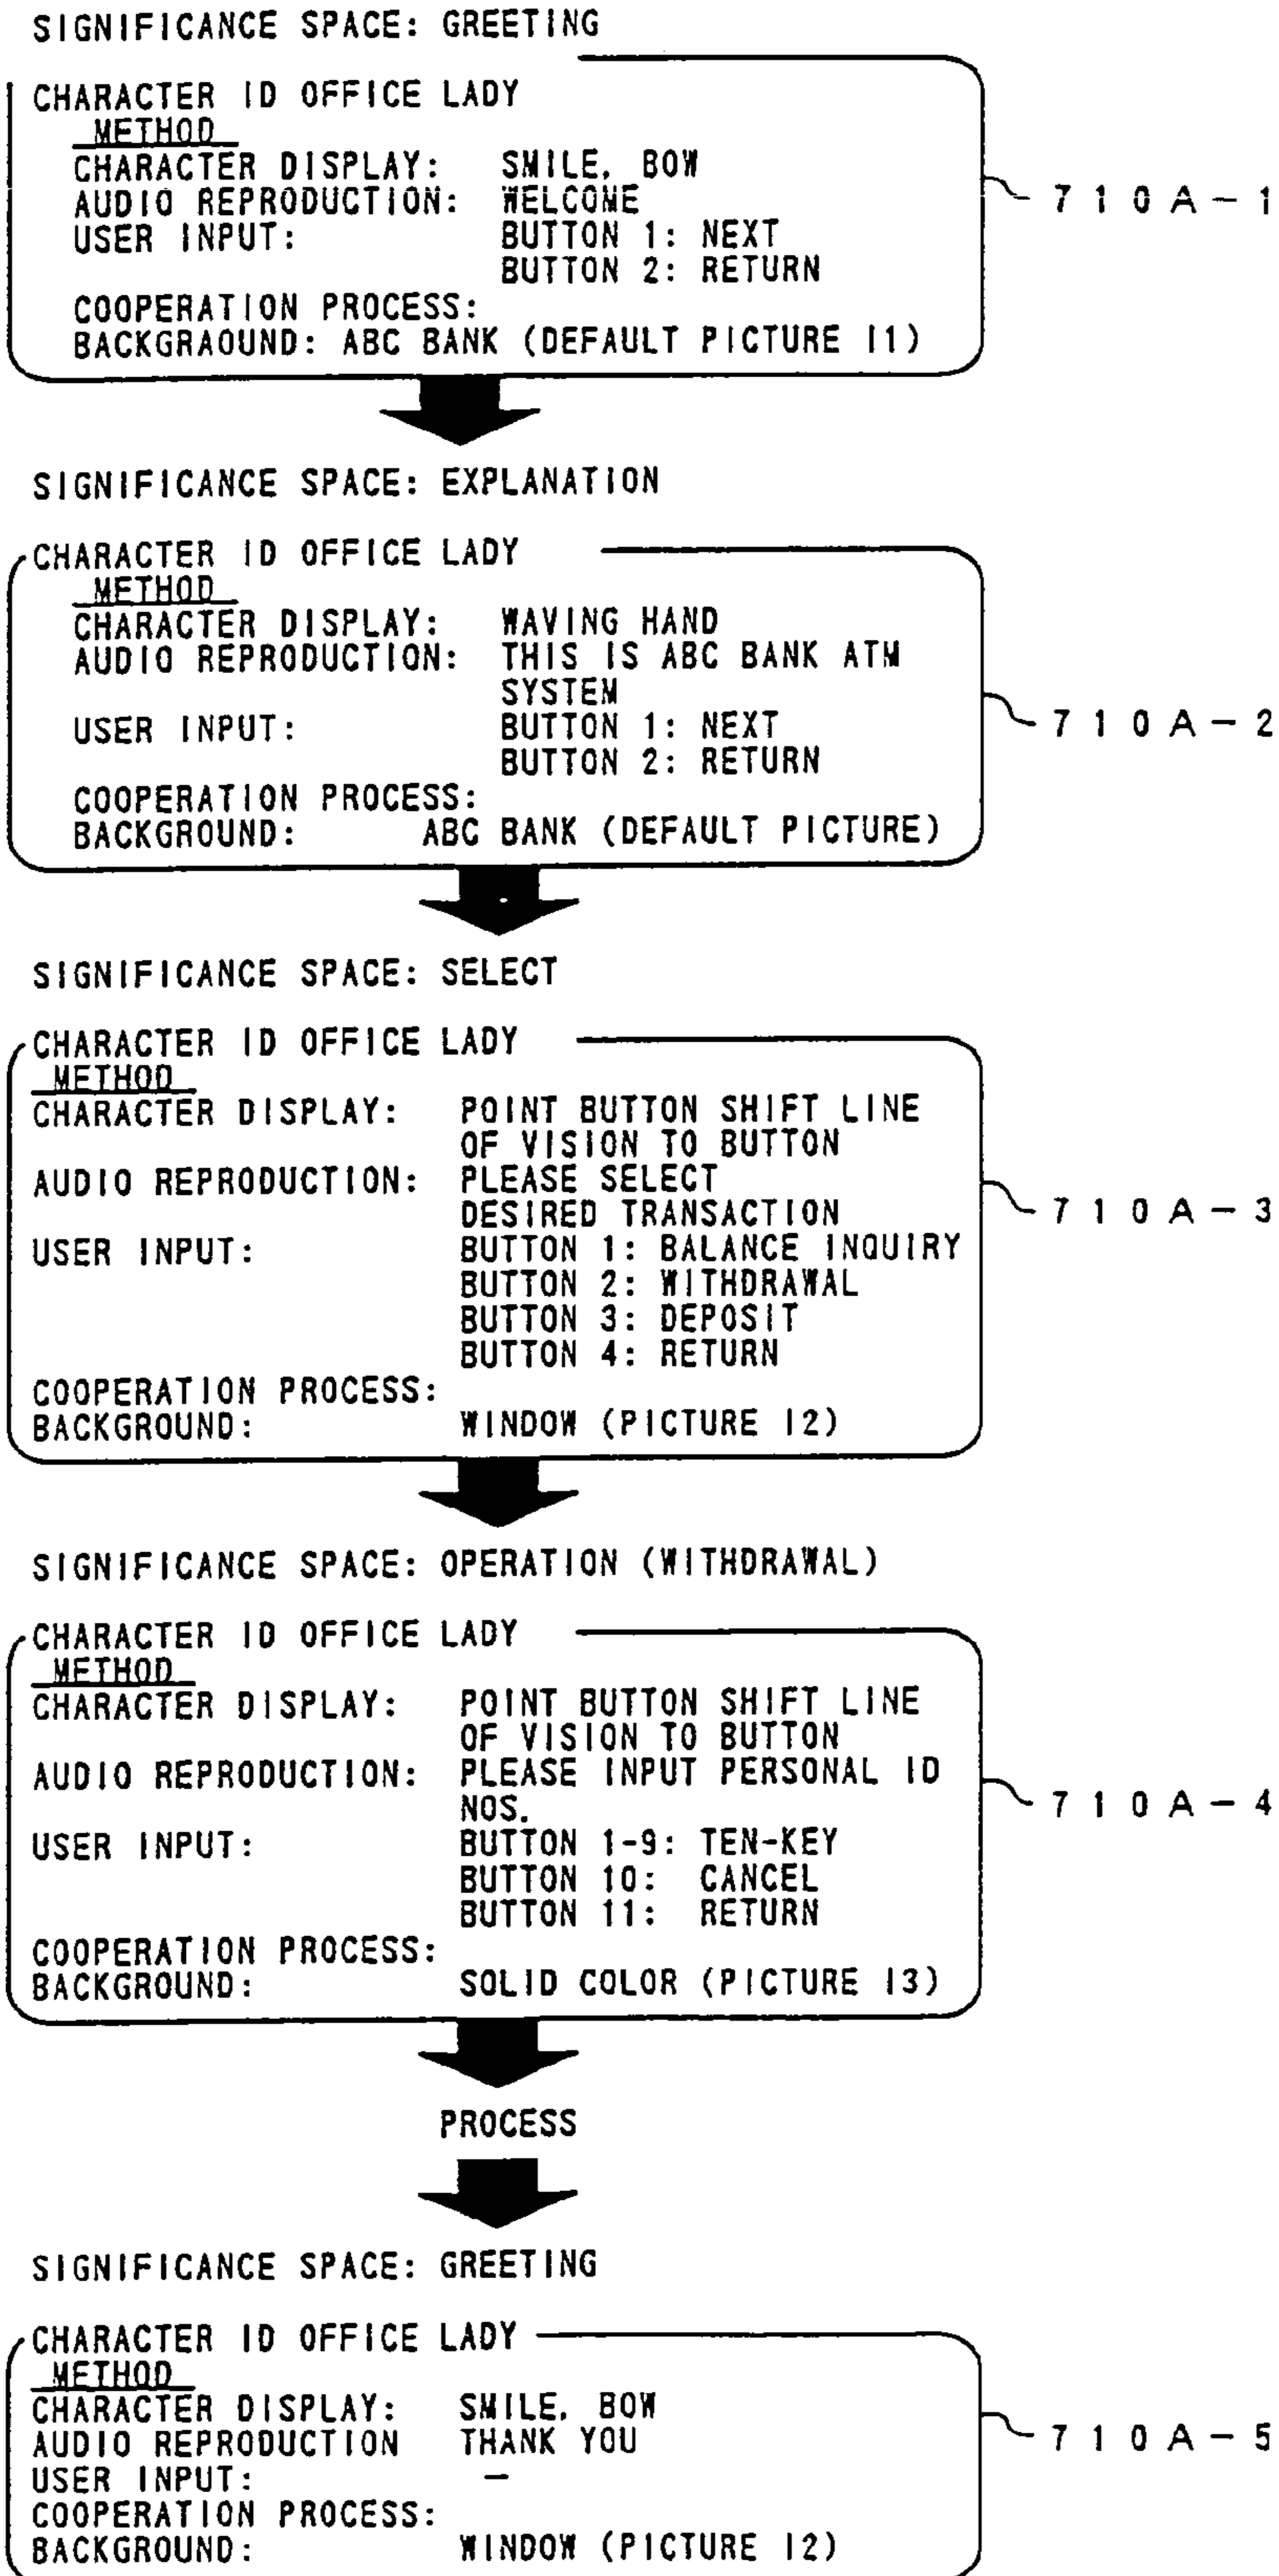 SIGNIFICANCE SPACE: GREETING
CHARACTER ID OFFICE LADY
METHOD
CHARACTER DISPLAY: SMILE, BOW
AUDIO REPRODUCTION: WELCOME
USER INPUT: BUTTON 1: NEXT
BUTTON 2: RETURN
COOPERATION PROCESS:
BACKGRAOUND: ABC BANK (DEFAULT PICTURE I1)
710A-1
SIGNIFICANCE SPACE: EXPLANATION
CHARACTER ID OFFICE LADY
METHOD
CHARACTER DISPLAY: WAVING HAND
AUDIO REPRODUCTION: THIS IS ABC BANK ATM
SYSTEM
USER INPUT: BUTTON 1: NEXT
BUTTON 2: RETURN
COOPERATION PROCESS:
BACKGROUND: ABC BANK (DEFAULT PICTURE)
710A-2
SIGNIFICANCE SPACE: SELECT
CHARACTER ID OFFICE LADY
METHOD
CHARACTER DISPLAY: POINT BUTTON SHIFT LINE
OF VISION TO BUTTON
AUDIO REPRODUCTION: PLEASE SELECT
DESIRED TRANSACTION
USER INPUT: BUTTON 1: BALANCE INQUIRY
BUTTON 2: WITHDRAWAL
BUTTON 3: DEPOSIT
BUTTON 4: RETURN
COOPERATION PROCESS:
BACKGROUND: WINDOW (PICTURE I2)
710A-3
SIGNIFICANCE SPACE: OPERATION (WITHDRAWAL)
CHARACTER ID OFFICE LADY
METHOD
CHARACTER DISPLAY: POINT BUTTON SHIFT LINE
OF VISION TO BUTTON
AUDIO REPRODUCTION: PLEASE INPUT PERSONAL ID
NOS.
USER INPUT: BUTTON 1-9: TEN-KEY
BUTTON 10: CANCEL
BUTTON 11: RETURN
COOPERATION PROCESS:
BACKGROUND: SOLID COLOR (PICTURE I3)
710A-4
PROCESS
SIGNIFICANCE SPACE: GREETING
CHARACTER ID OFFICE LADY
METHOD
CHARACTER DISPLAY: SMILE, BOW
AUDIO REPRODUCTION THANK YOU
USER INPUT: –
COOPERATION PROCESS:
BACKGROUND: WINDOW (PICTURE I2)
710A-5